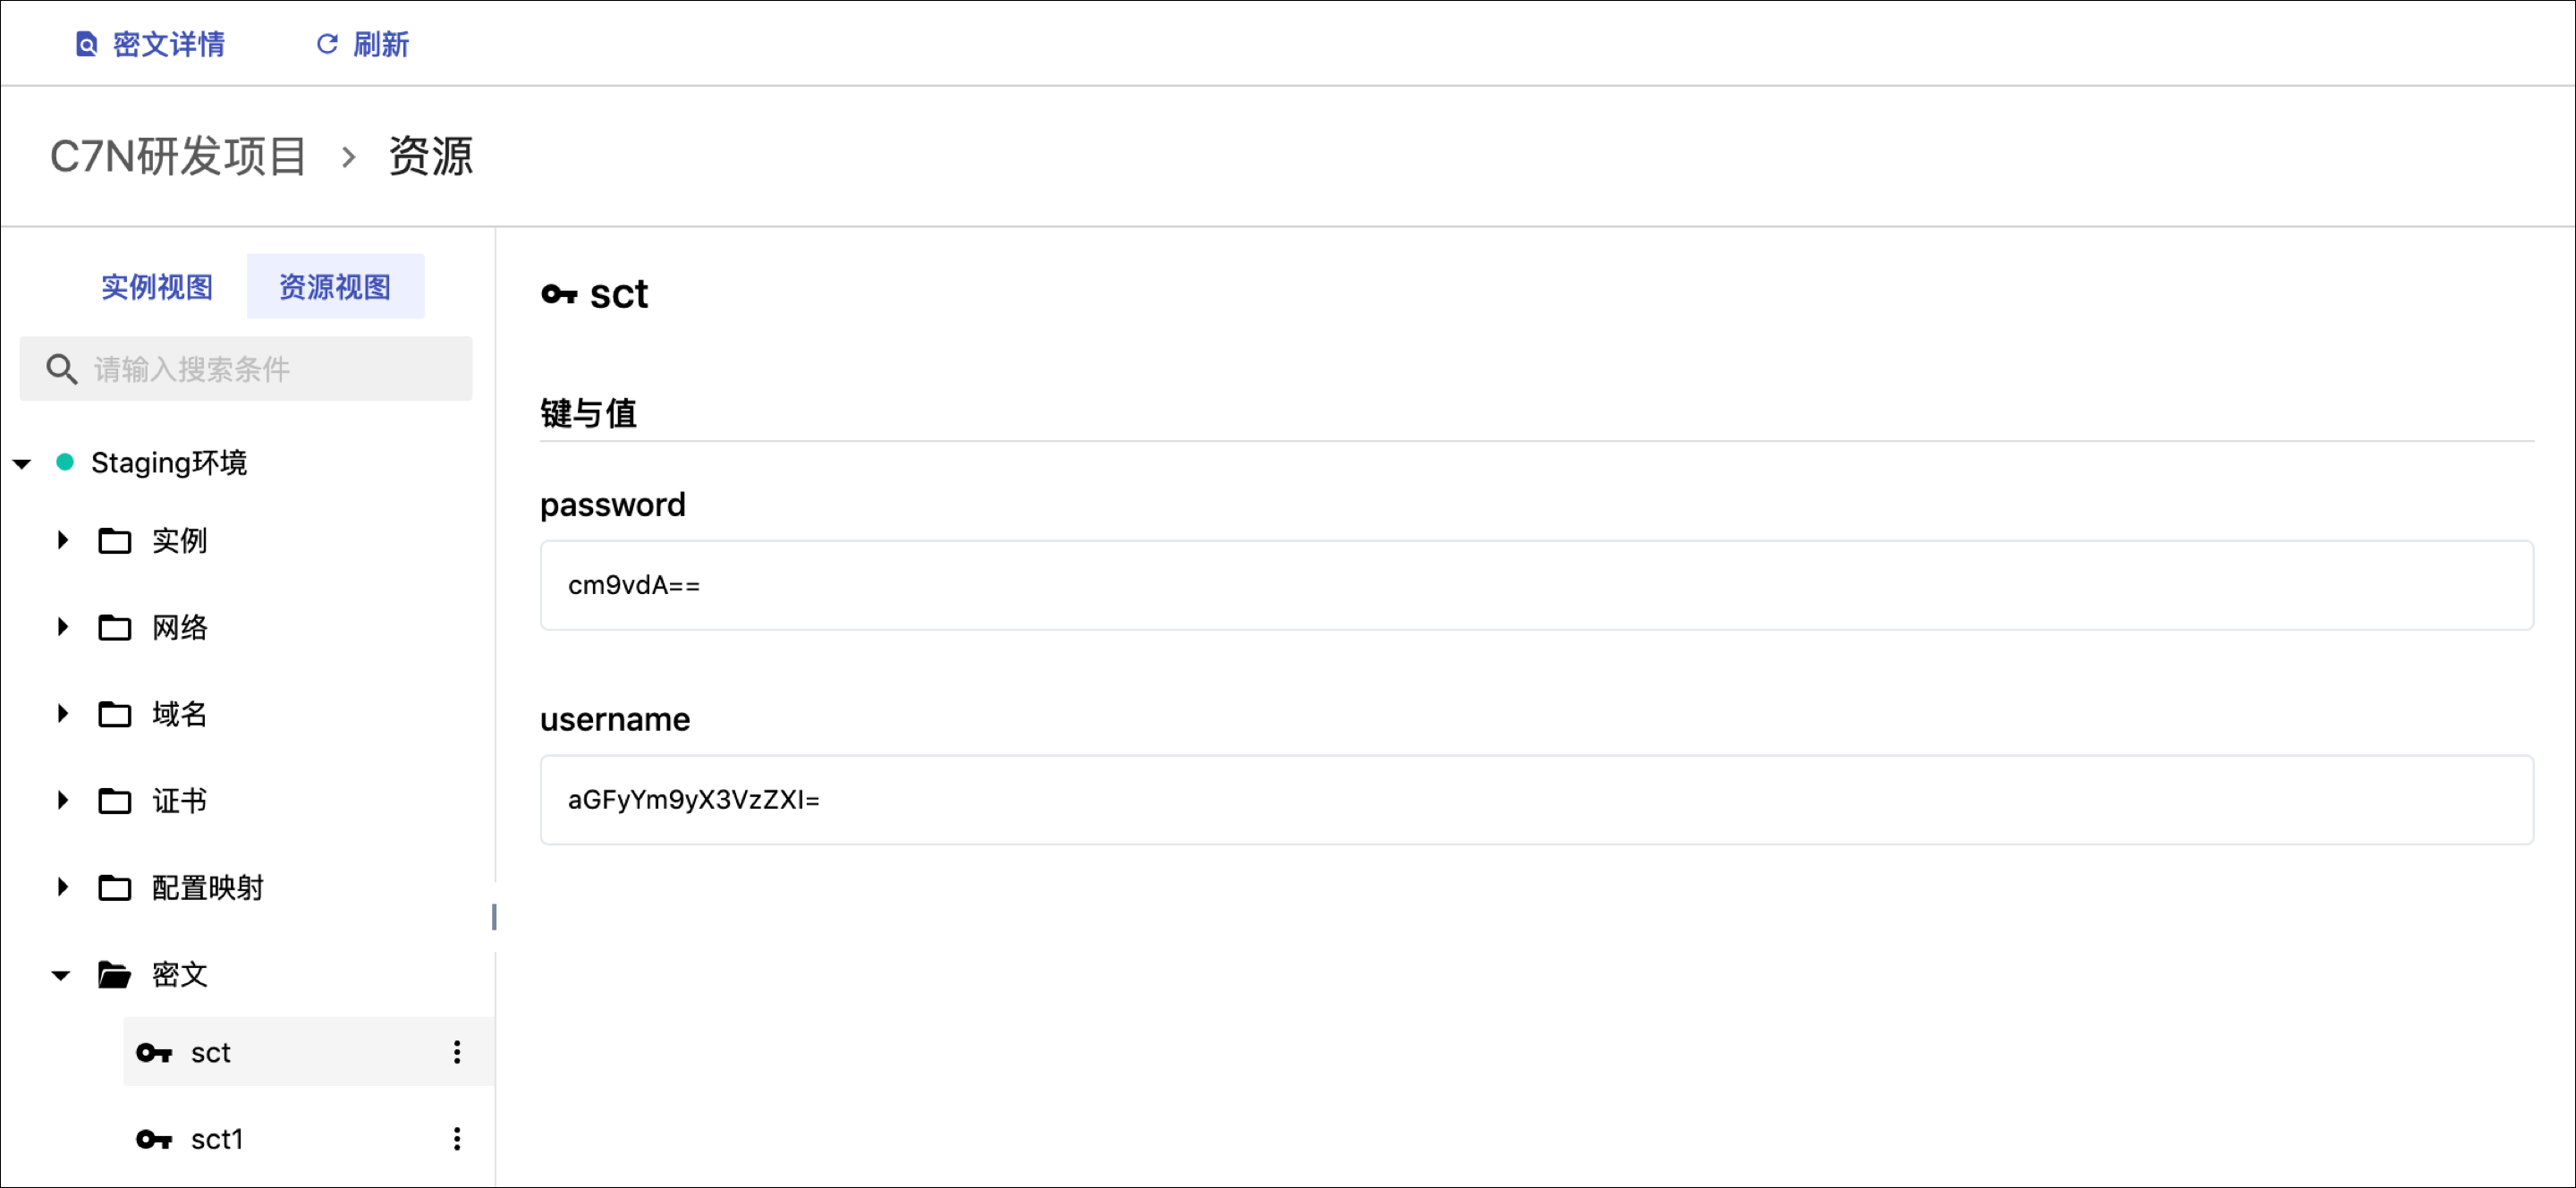 密文详情 刷新
C7N研发项目 > 资源
实例视图 资源视图
请输入搜索条件
Staging环境
实例
网络
域名
证书
配置映射
密文
sct
sct1
sct
键与值
password
cm9vdA==
username
aGFyYm9yX3VzZXI=